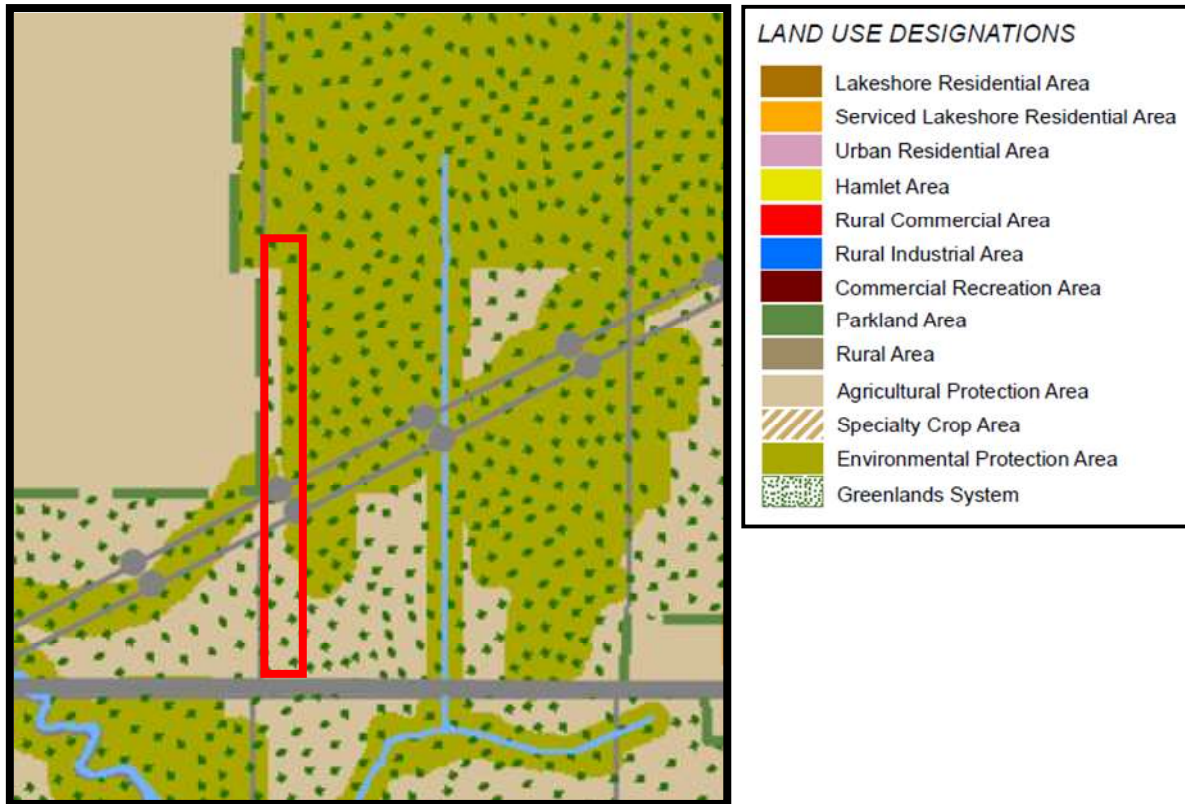 LAND USE DESIGNATIONS
Lakeshore Residential Area
Serviced Lakeshore Residential Area
Urban Residential Area
Hamlet Area
Rural Commercial Area
Rural Industrial Area
Commercial Recreation Area
Parkland Area
Rural Area
Agricultural Protection Area
Specialty Crop Area
Environmental Protection Area
Greenlands System